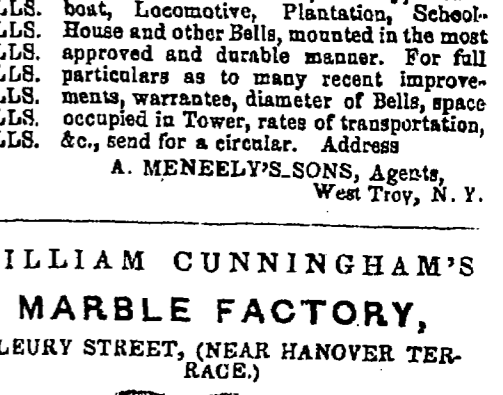 LLS. boat, Locomotive, Plantation, School-
LLS. House and other Bells, mounted in the most
LLS. approved and durable manner. For full
LLS. particulars as to many recent improve-
LLS. ments, warrantee, diameter of Bells, space
LLS. occupied in Tower, rates of transportation,
LLS. &c., send for a circular. Address
A. MENEELY'S SONS, Agents,
West Troy, N. Y.
ILLIAM CUNNINGHAM'S
MARBLE FACTORY,
LEURY STREET, (NEAR HANOVER TER-
RACE.)